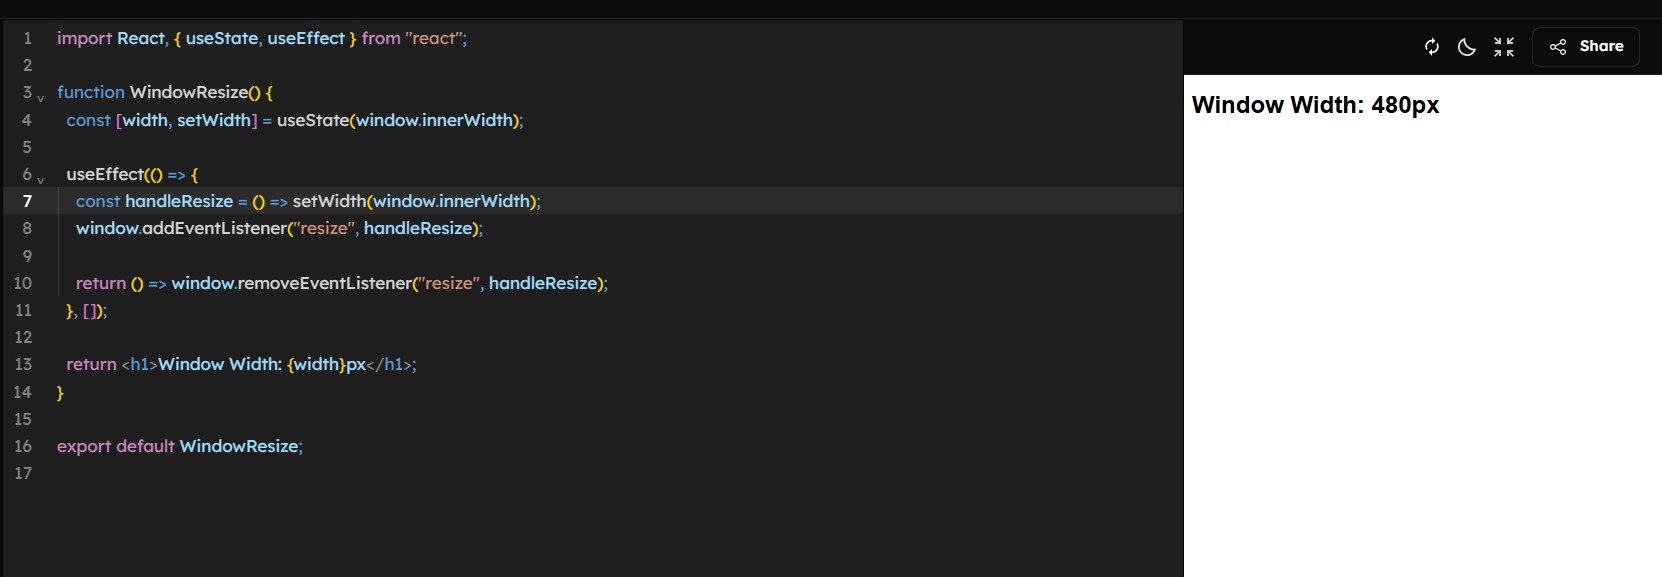 1 import React, { useState, useEffect } from "react";
2
3 function WindowResize() {
4 const [width, setWidth] = useState(window.innerWidth);
5
6 useEffect(() => {
7 const handleResize = () => setWidth(window.innerWidth);
8 window.addEventListener("resize", handleResize);
9
10 return () => window.removeEventListener("resize", handleResize);
11 }, []);
12
13 return <h1>Window Width: {width}px</h1>;
14 }
15
16 export default WindowResize;
17
Share
Window Width: 480px